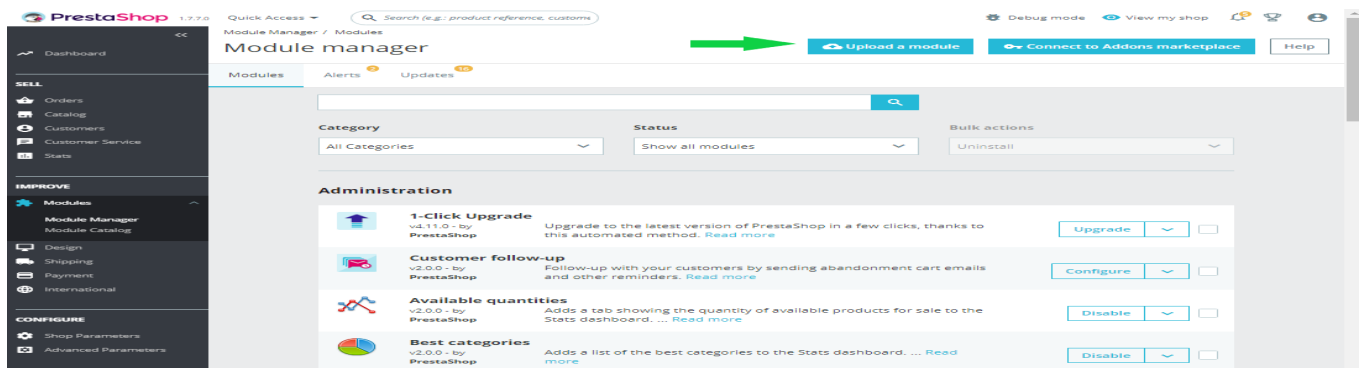 PrestaShop 1.7.7.0 Quick Access Search (e.g.: product reference, custome Debug mode View my shop
<<
Dashboard
SELL
Orders
Catalog
Customers
Customer Service
Stats
IMPROVE
Modules
Module Manager
Module Catalog
Design
Shipping
Payment
International
CONFIGURE
Shop Parameters
Advanced Parameters
Module Manager / Modules
Module manager
Upload a module
Connect to Addons marketplace
Help
Modules Alerts 2 Updates 16
Category Status Bulk actions
All Categories Show all modules Uninstall
Administration
1-Click Upgrade
v4.11.0 - by
PrestaShop
Upgrade to the latest version of PrestaShop in a few clicks, thanks to
this automated method. Read more
Upgrade
Customer follow-up
v2.0.0 - by
PrestaShop
Follow-up with your customers by sending abandonment cart emails
and other reminders. Read more
Configure
Available quantities
v2.0.0 - by
PrestaShop
Adds a tab showing the quantity of available products for sale to the
Stats dashboard. ... Read more
Disable
Best categories
v2.0.0 - by
PrestaShop
Adds a list of the best categories to the Stats dashboard. ... Read
more
Disable